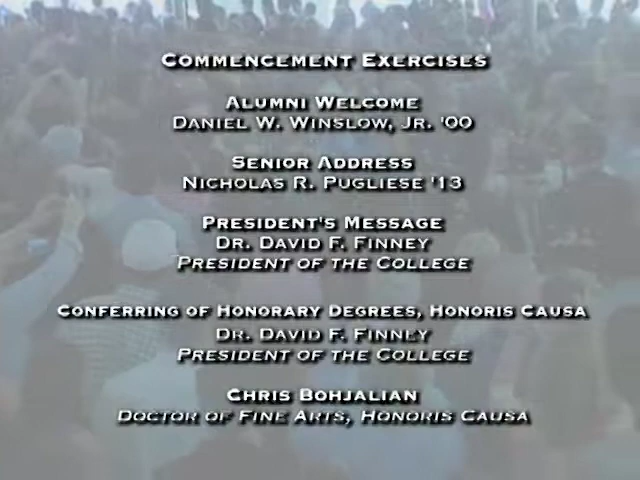 Commencement Exercises
Alumni Welcome
Daniel W. Winslow, Jr. '00
Senior Address
Nicholas R. Pugliese '13
President's Message
Dr. David F. Finney
President of the College
Conferring of Honorary Degrees, Honoris Causa
Dr. David F. Finney
President of the College
Chris Bohjalian
Doctor of Fine Arts, Honoris Causa